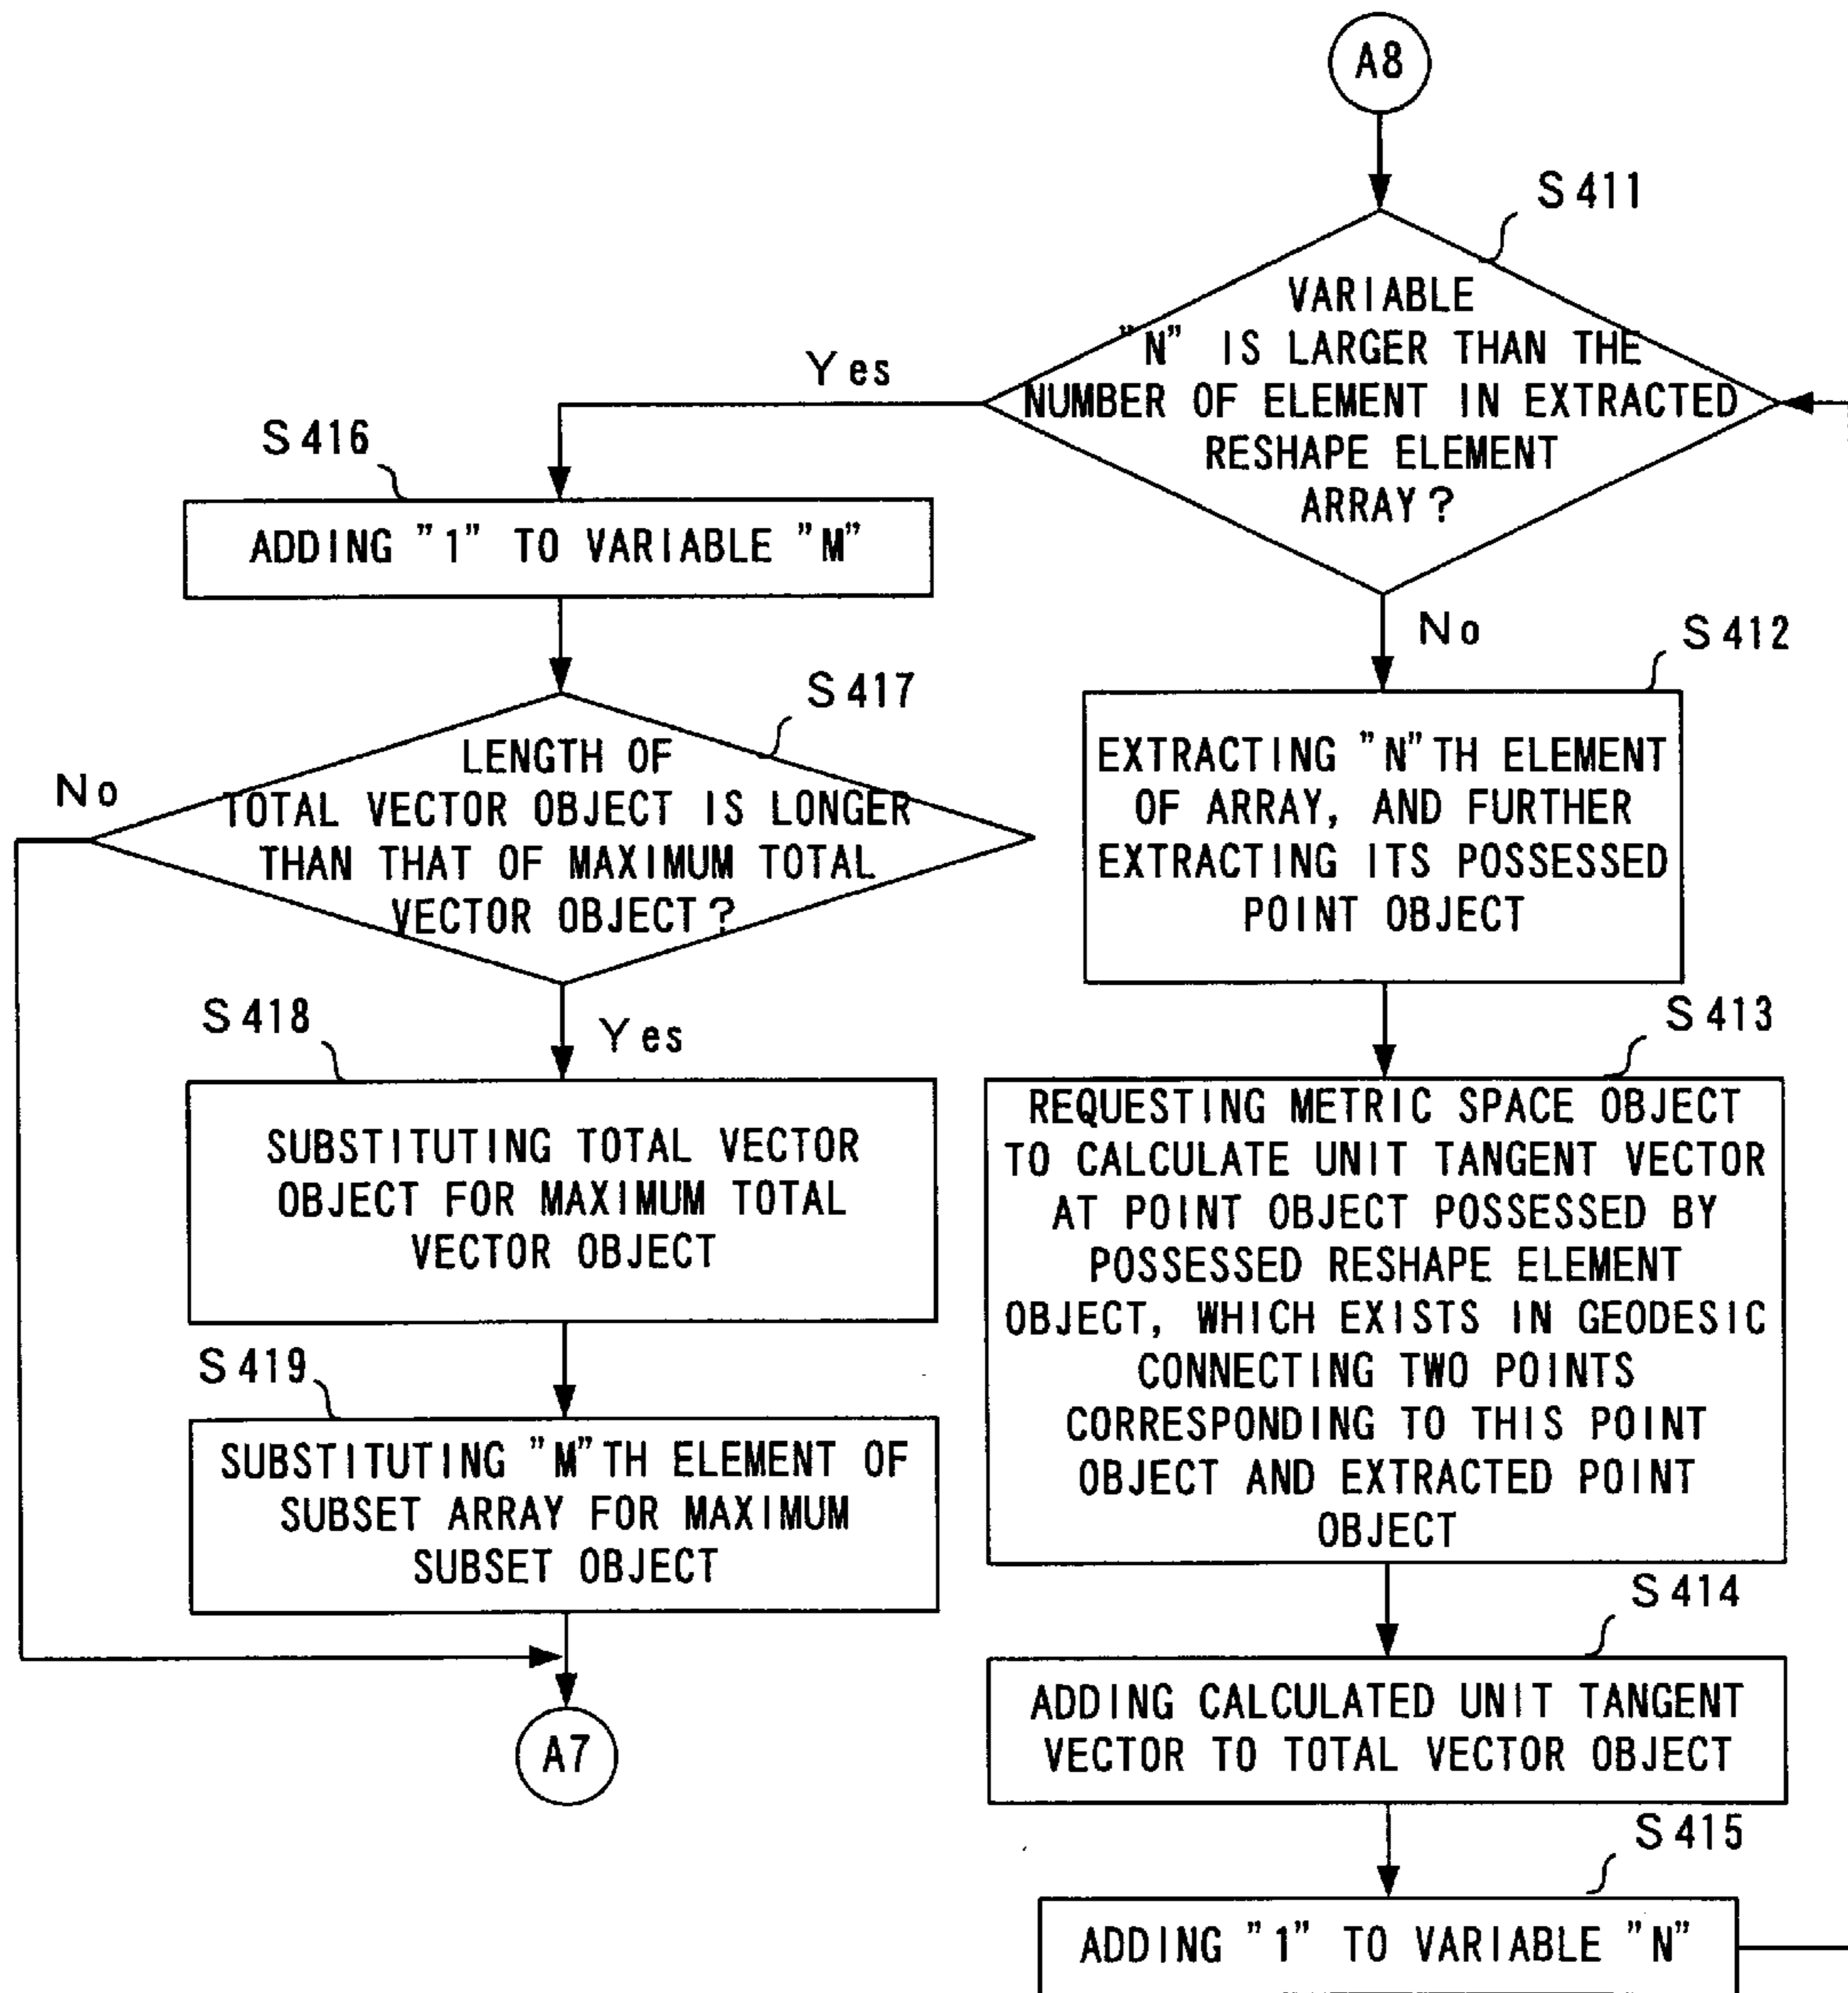 A8
S411
VARIABLE
"N" IS LARGER THAN THE
NUMBER OF ELEMENT IN EXTRACTED
RESHAPE ELEMENT
ARRAY?
Yes
No
S416
ADDING "1" TO VARIABLE "M"
S417
LENGTH OF
TOTAL VECTOR OBJECT IS LONGER
THAN THAT OF MAXIMUM TOTAL
VECTOR OBJECT?
No
Yes
S418
SUBSTITUTING TOTAL VECTOR
OBJECT FOR MAXIMUM TOTAL
VECTOR OBJECT
S419
SUBSTITUTING "M"TH ELEMENT OF
SUBSET ARRAY FOR MAXIMUM
SUBSET OBJECT
A7
S412
EXTRACTING "N"TH ELEMENT
OF ARRAY, AND FURTHER
EXTRACTING ITS POSSESSED
POINT OBJECT
S413
REQUESTING METRIC SPACE OBJECT
TO CALCULATE UNIT TANGENT VECTOR
AT POINT OBJECT POSSESSED BY
POSSESSED RESHAPE ELEMENT
OBJECT, WHICH EXISTS IN GEODESIC
CONNECTING TWO POINTS
CORRESPONDING TO THIS POINT
OBJECT AND EXTRACTED POINT
OBJECT
S414
ADDING CALCULATED UNIT TANGENT
VECTOR TO TOTAL VECTOR OBJECT
S415
ADDING "1" TO VARIABLE "N"